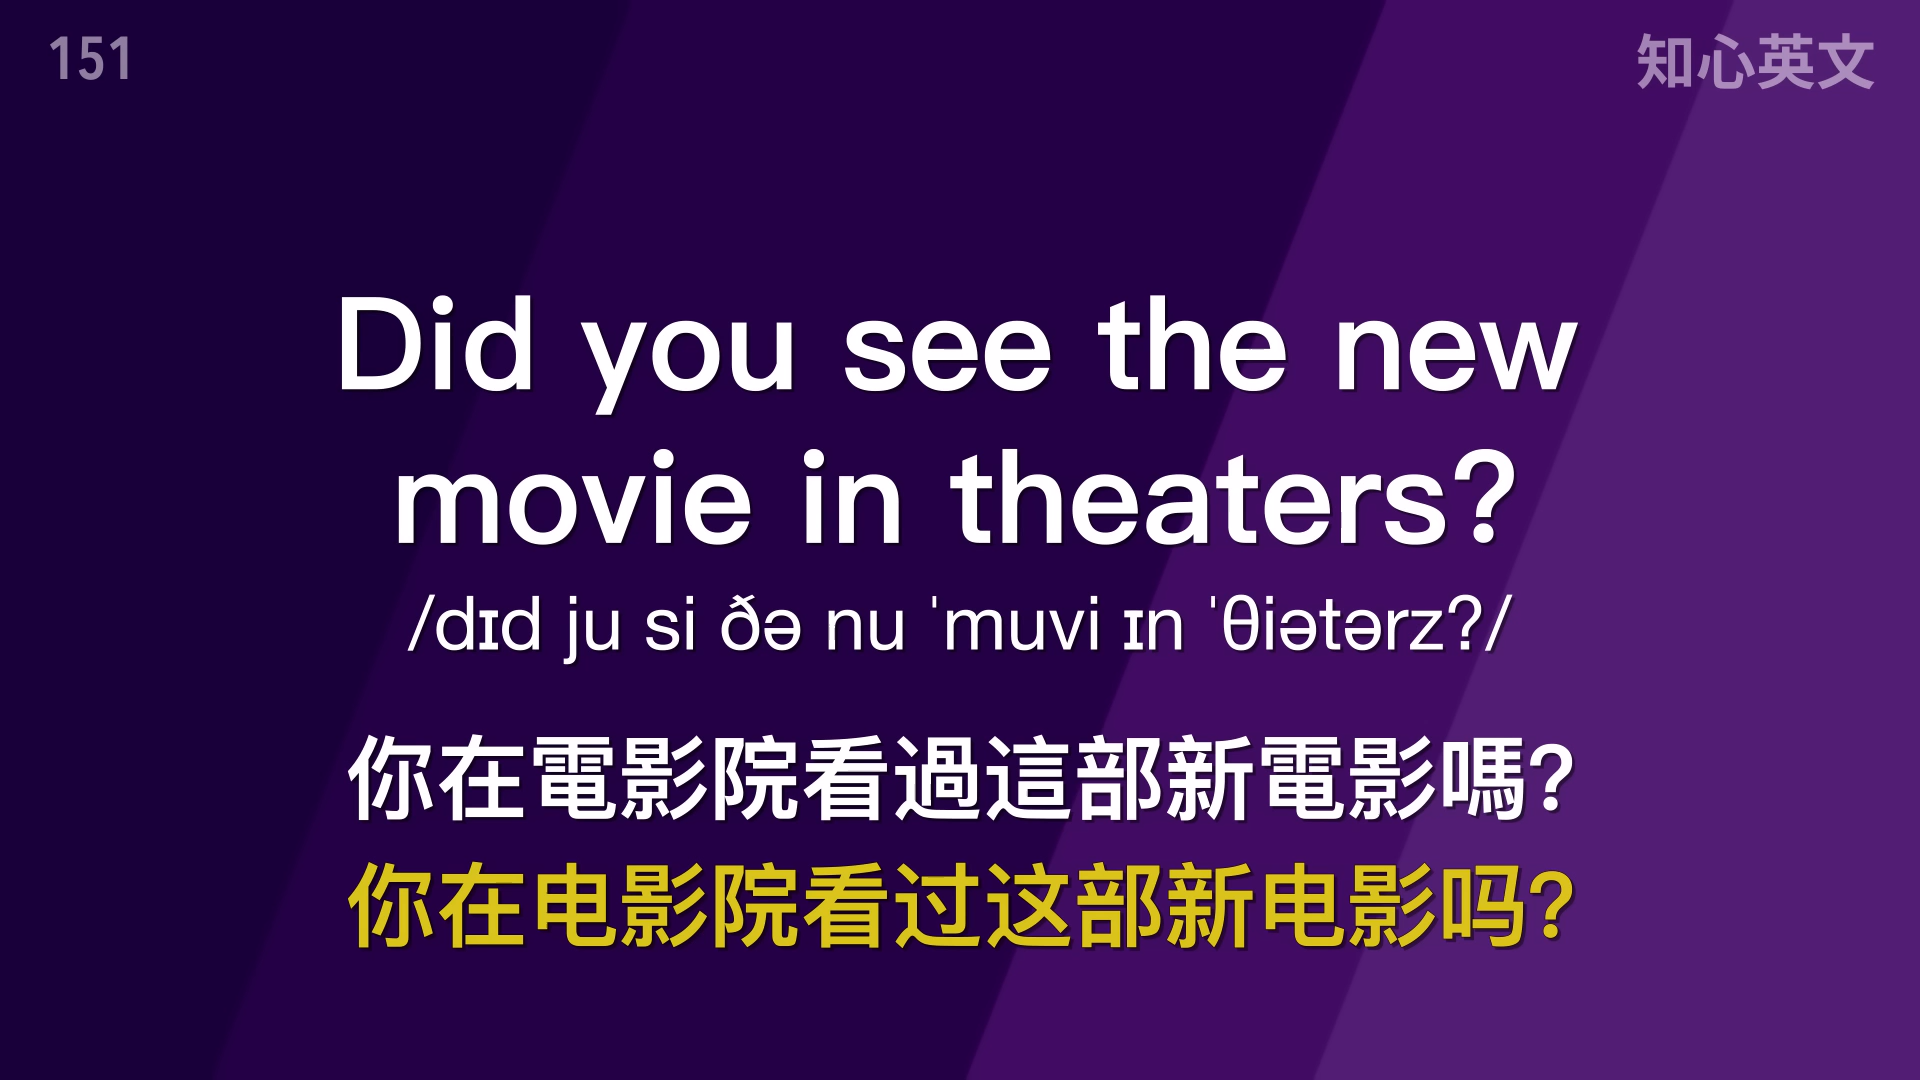 151
知心英文
Did you see the new
movie in theaters?
/dɪd ju si ðə nu ˈmuvi ɪn ˈθiətərz?/
你在電影院看過這部新電影嗎?
你在电影院看过这部新电影吗?